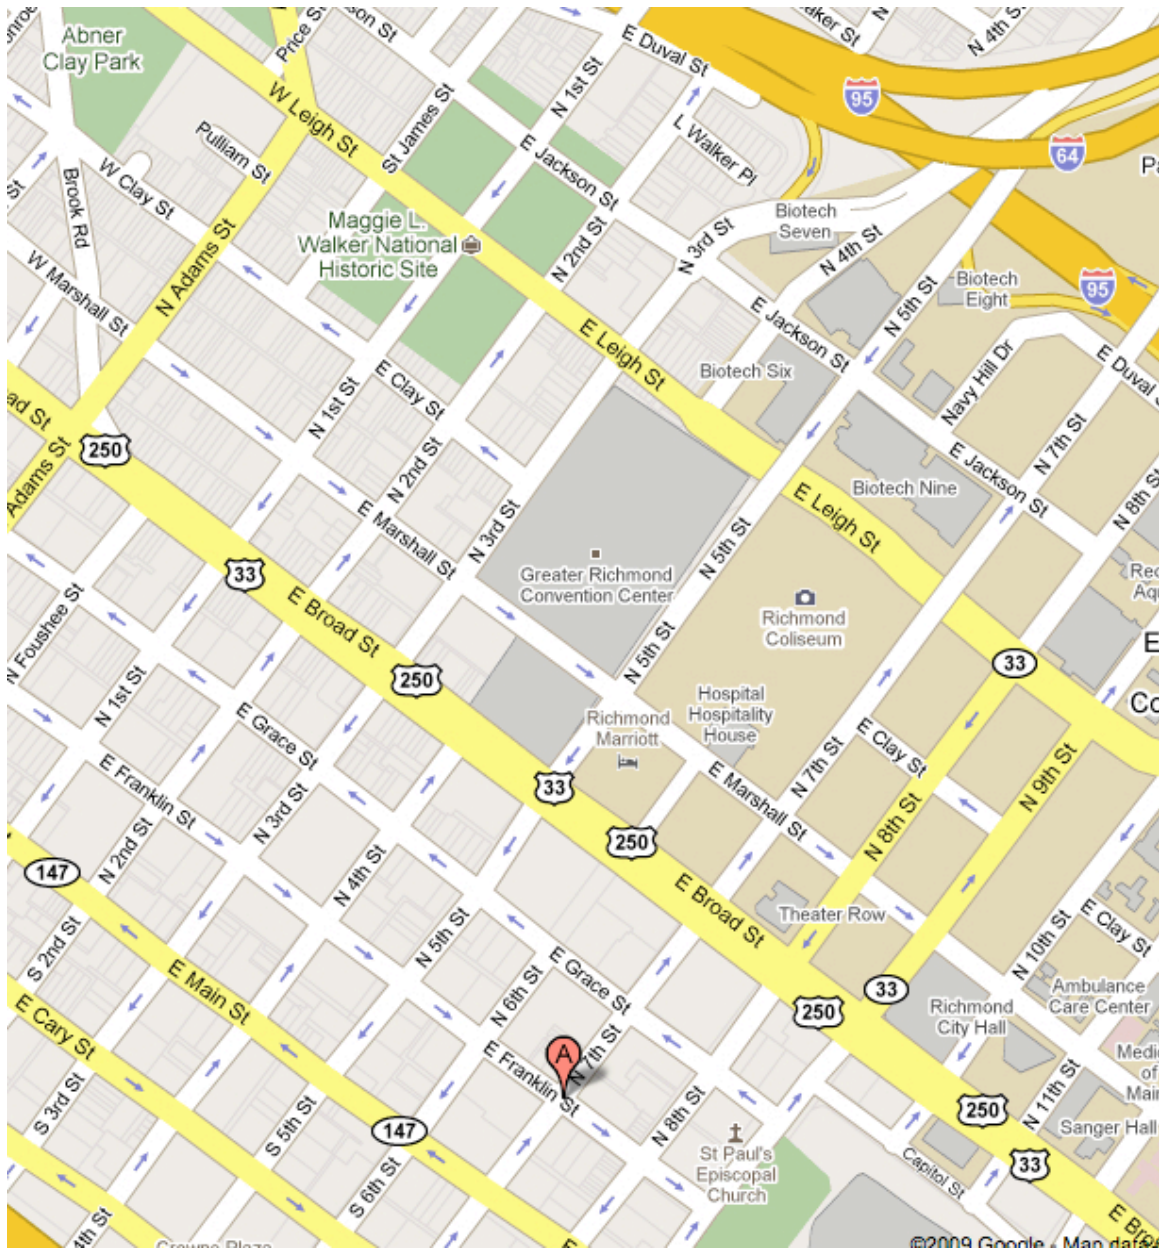 Abner
Clay Park
Price St
N 1st St
E Duval St
N 4th St
95
W Leigh St
St James St
L Walker Pl
64
Pulliam St
E Jackson St
W Clay St
Brook Rd
Maggie L.
Walker National
Historic Site
Biotech
Seven
N Adams St
N 2nd St
N 3rd St
N 4th St
W Marshall St
Biotech
Eight
95
N 5th St
E Jackson St
E Leigh St
Navy Hill Dr
E Duval
Biotech Six
E Clay St
N 1st St
250
N 2nd St
N 7th St
Adams St
E Jackson St
Biotech Nine
N 8th St
E Leigh St
E Marshall St
N 3rd St
N 5th St
33
Greater Richmond
Convention Center
Richmond
Coliseum
E Broad St
N Foushee St
N 5th St
33
250
N 1st St
Hospital
Hospitality
House
Richmond
Marriott
E Grace St
E Clay St
N 7th St
E Franklin St
33
E Marshall St
N 9th St
N 3rd St
N 8th St
250
147
N 2nd St
N 4th St
E Broad St
Theater Row
N 5th St
E Clay St
S 2nd St
E Main St
E Grace St
N 10th St
N 6th St
33
Ambulance
Care Center
Richmond
City Hall
E Cary St
250
A
N 7th St
E Franklin St
S 3rd St
S 5th St
147
N 8th St
250
N 11th St
Sanger Hall
St Paul's
Episcopal
Church
Capitol St
33
S 6th St
4th St
Crowne Plaza
©2009 Google - Map data